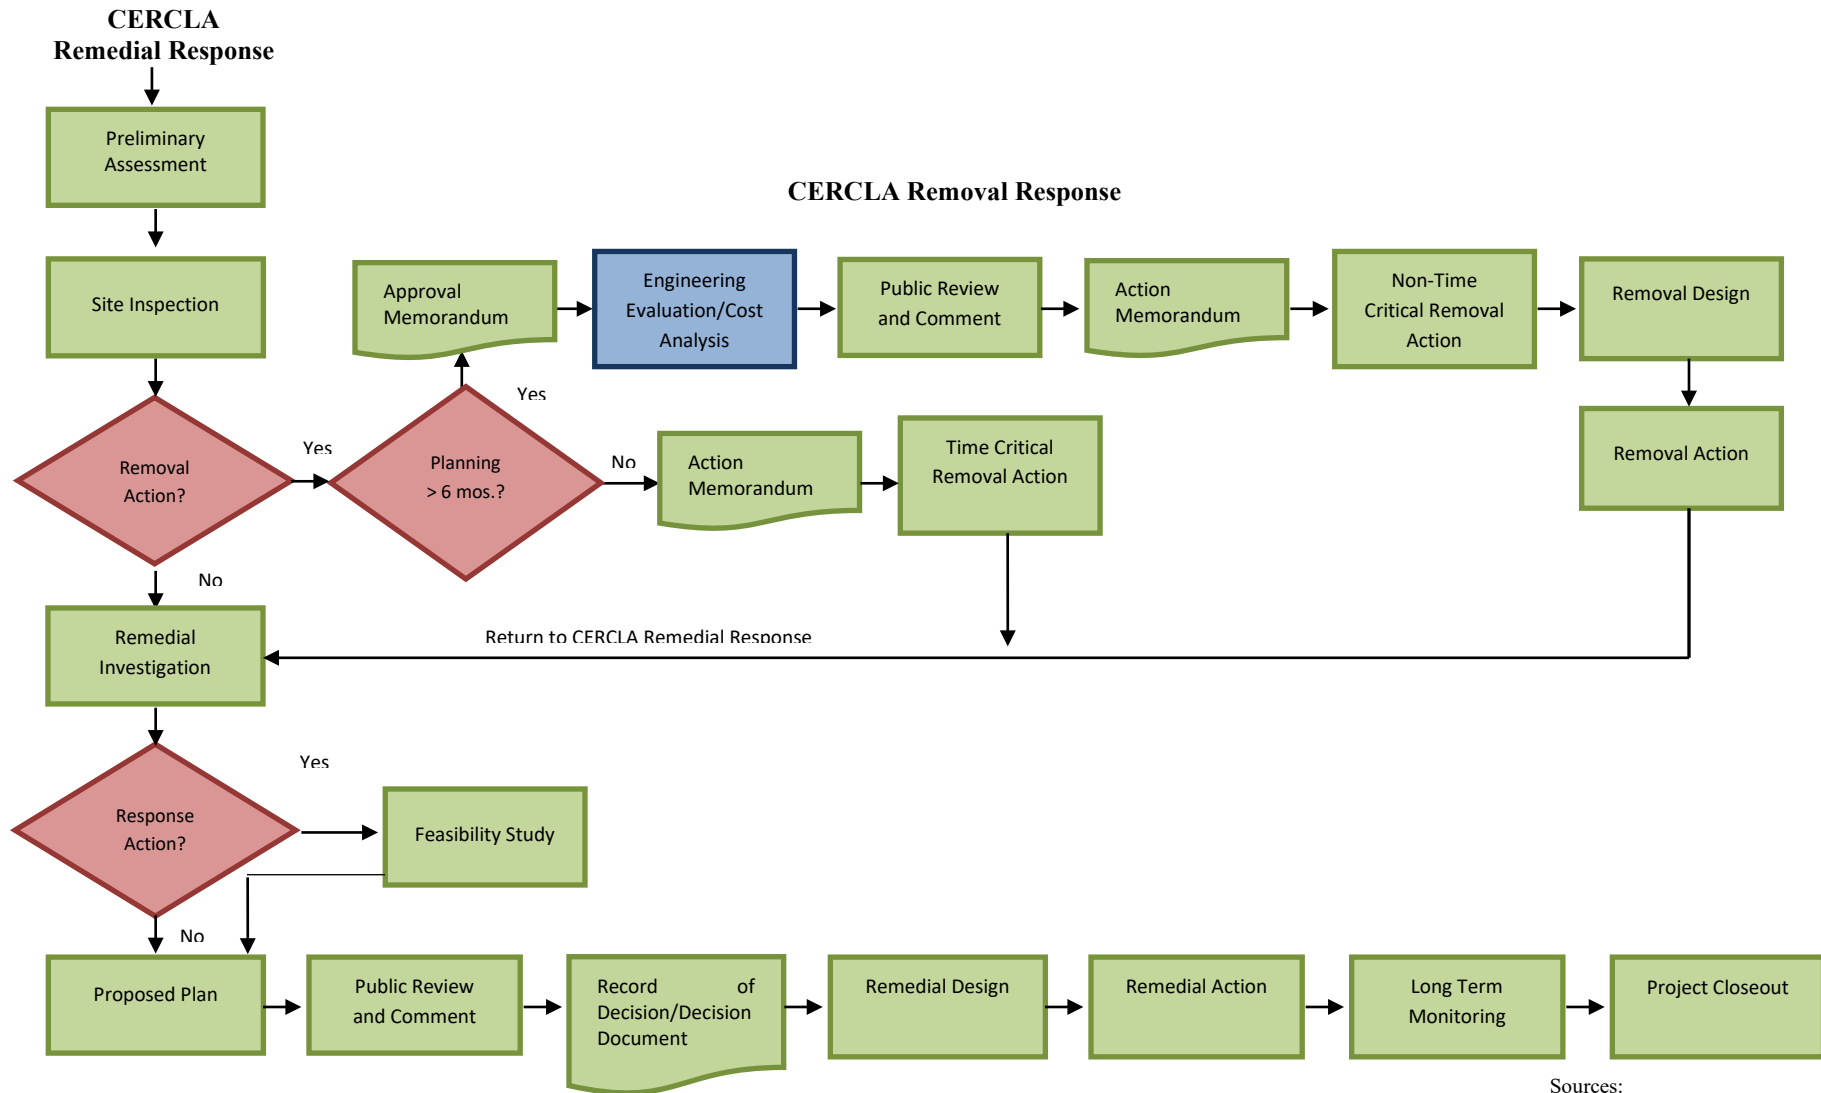 CERCLA
Remedial Response
Preliminary
Assessment
CERCLA Removal Response
Site Inspection
Approval
Memorandum
Engineering
Evaluation/Cost
Analysis
Public Review
and Comment
Action
Memorandum
Non-Time
Critical Removal
Action
Removal Design
Yes
Removal
Action?
Yes
Planning
> 6 mos.?
No
Action
Memorandum
Time Critical
Removal Action
Removal Action
No
Remedial
Investigation
Return to CERCLA Remedial Response
Yes
Response
Action?
Feasibility Study
No
Proposed Plan
Public Review
and Comment
Record of
Decision/Decision
Document
Remedial Design
Remedial Action
Long Term
Monitoring
Project Closeout
Sources: